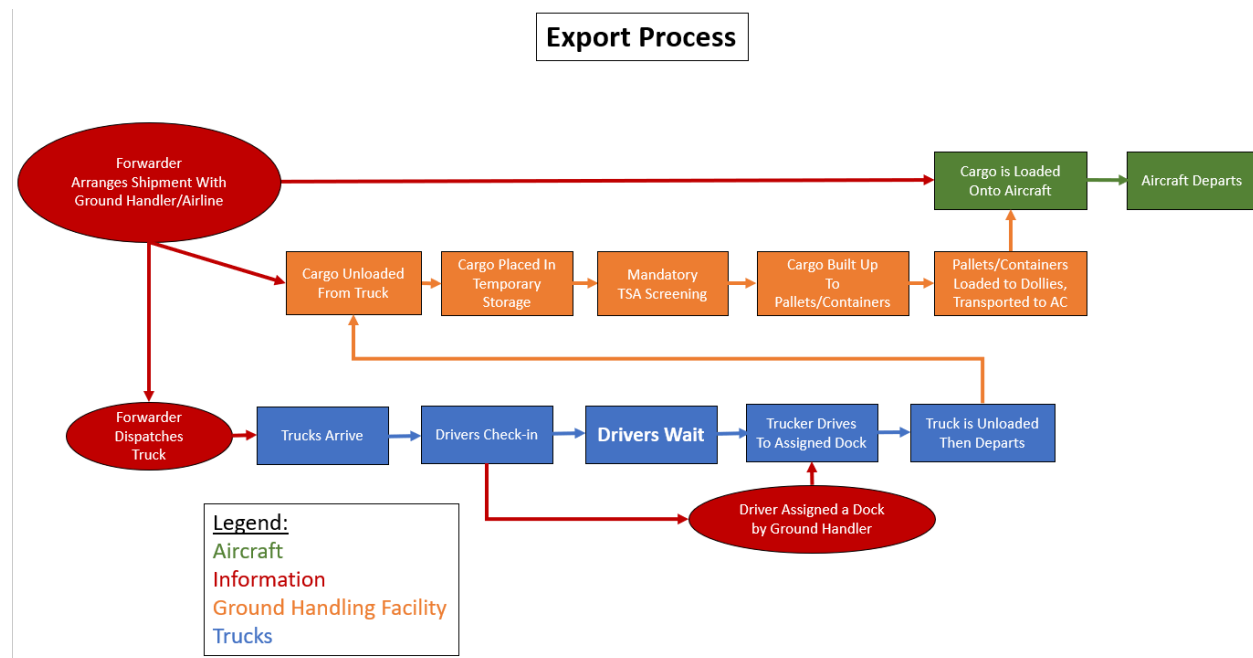 Export Process
Forwarder
Arranges Shipment With
Ground Handler/Airline
Cargo is Loaded
Onto Aircraft
Aircraft Departs
Cargo Unloaded
From Truck
Cargo Placed In
Temporary
Storage
Mandatory
TSA Screening
Cargo Built Up
To
Pallets/Containers
Pallets/Containers
Loaded to Dollies,
Transported to AC
Forwarder
Dispatches
Truck
Trucks Arrive
Drivers Check-in
Drivers Wait
Trucker Drives
To Assigned Dock
Truck is Unloaded
Then Departs
Driver Assigned a Dock
by Ground Handler
Legend:
Aircraft
Information
Ground Handling Facility
Trucks